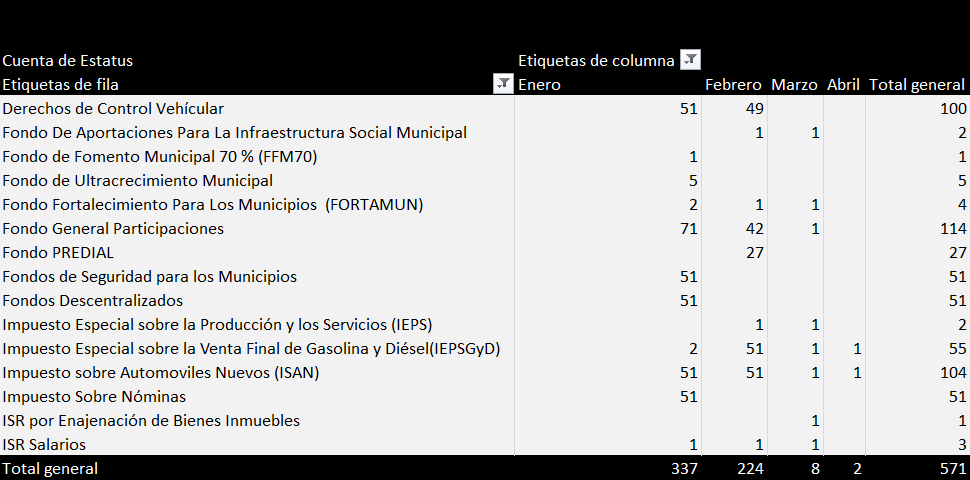 Cuenta de Estatus Etiquetas de columna
Etiquetas de fila Enero Febrero Marzo Abril Total general
Derechos de Control Vehícular 51 49 100
Fondo De Aportaciones Para La Infraestructura Social Municipal 1 1 2
Fondo de Fomento Municipal 70 % (FFM70) 1 1
Fondo de Ultracrecimiento Municipal 5 5
Fondo Fortalecimiento Para Los Municipios (FORTAMUN) 2 1 1 4
Fondo General Participaciones 71 42 1 114
Fondo PREDIAL 27 27
Fondos de Seguridad para los Municipios 51 51
Fondos Descentralizados 51 51
Impuesto Especial sobre la Producción y los Servicios (IEPS) 1 1 2
Impuesto Especial sobre la Venta Final de Gasolina y Diésel(IEPSGyD) 2 51 1 1 55
Impuesto sobre Automoviles Nuevos (ISAN) 51 51 1 1 104
Impuesto Sobre Nóminas 51 51
ISR por Enajenación de Bienes Inmuebles 1 1
ISR Salarios 1 1 1 3
Total general 337 224 8 2 571